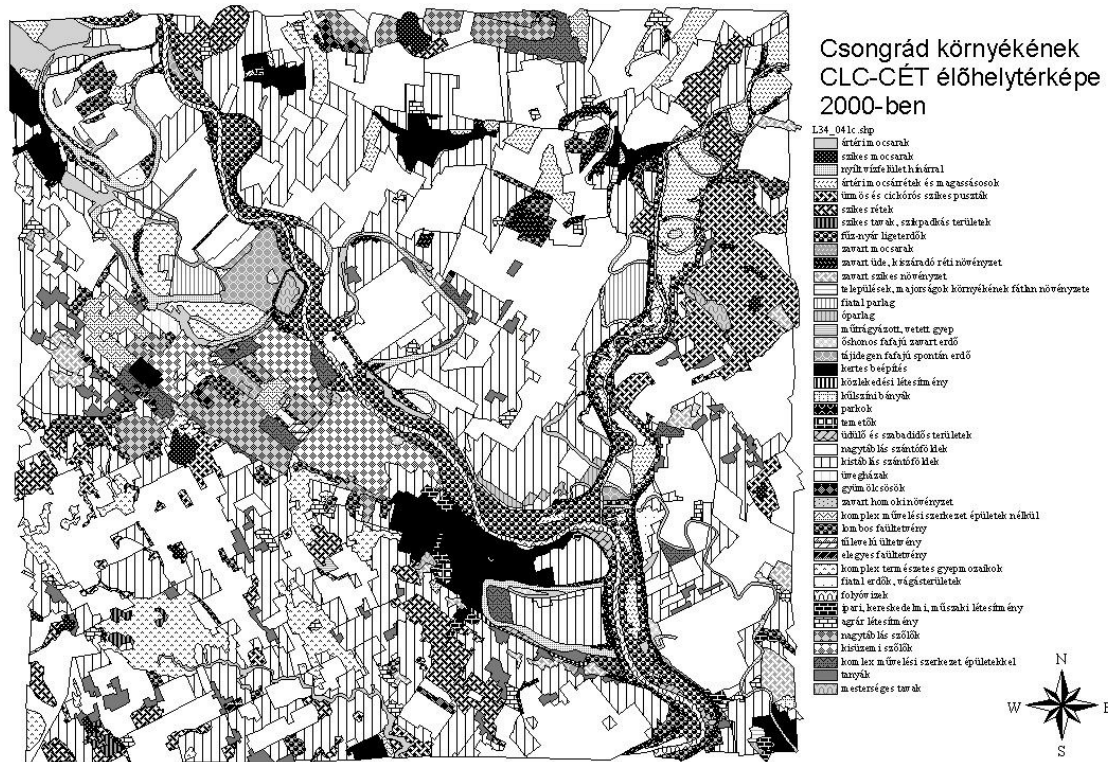 Csongrád környékének
CLC-CÉT élőhelytérképe
2000-ben
L34_041c.shp
ártéri mocsarak
szikes mocsarak
nyílt vízfelület hínárral
ártéri mocsárrétek és magassásosok
ürmös és cickórós szikes puszták
szikes rétek
szikes tavak, szikpadkás területek
fűz-nyár ligeterdők
zavart mocsarak
zavart üde, kiszáradó réti növényzet
zavart szikes növényzet
települések, majorságok környékének fátlan növényzete
fiatal parlag
óparlag
műtrágyázott, vetett gyep
őshonos fafajú zavart erdő
tájidegen fafajú spontán erdő
kertes beépítés
közlekedési létesítmény
külszíni bányák
parkok
temetők
üdülő és szabadidős területek
nagytáblás szántóföldek
kistáblás szántóföldek
üvegházak
gyümölcsösök
zavart homoki növényzet
komplex művelési szerkezet épületek nélkül
lombos faültetvény
tűlevelű ültetvény
elegyes faültetvény
komplex természetes gyepmozaikok
fiatal erdők, vágásterületek
folyóvizek
ipari, kereskedelmi, műszaki létesítmény
agrár létesítmény
nagytáblás szőlők
kisüzemi szőlők
komplex művelési szerkezet épületekkel
tanyák
mesterséges tavak
N
W E
S